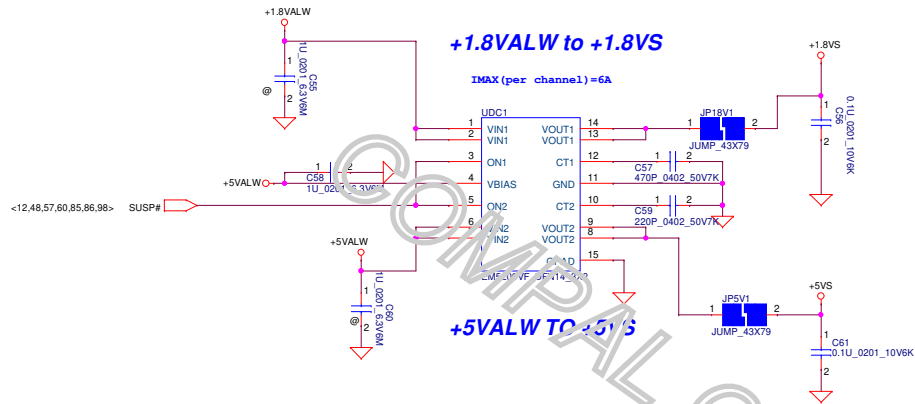 +1.8VALW
+1.8VALW to +1.8VS
+1.8VS
IMAX(per channel)=6A
1
2
@
C55
1U_0201_6.3V6M
UDC1
1 VIN1 VOUT1 14
2 VIN1 VOUT1 13
3 ON1 CT1 12
4 VBIAS GND 11
5 ON2 CT2 10
6 VIN2 VOUT2 9
7 VIN2 VOUT2 8
GPAD 15
JP18V1
1 2
JUMP_43X79
1
2
C56
0.1U_0201_10V6K
1 2
C57
470P_0402_50V7K
1 2
C58
1U_0201_6.3V6M
+5VALW
<12,48,57,60,85,86,98> SUSP#
1 2
C59
220P_0402_50V7K
+5VALW
1
2
@
C60
1U_0201_6.3V6M
+5VALW TO +5VS
JP5V1
1 2
JUMP_43X79
+5VS
1
2
C61
0.1U_0201_10V6K
COMPAL